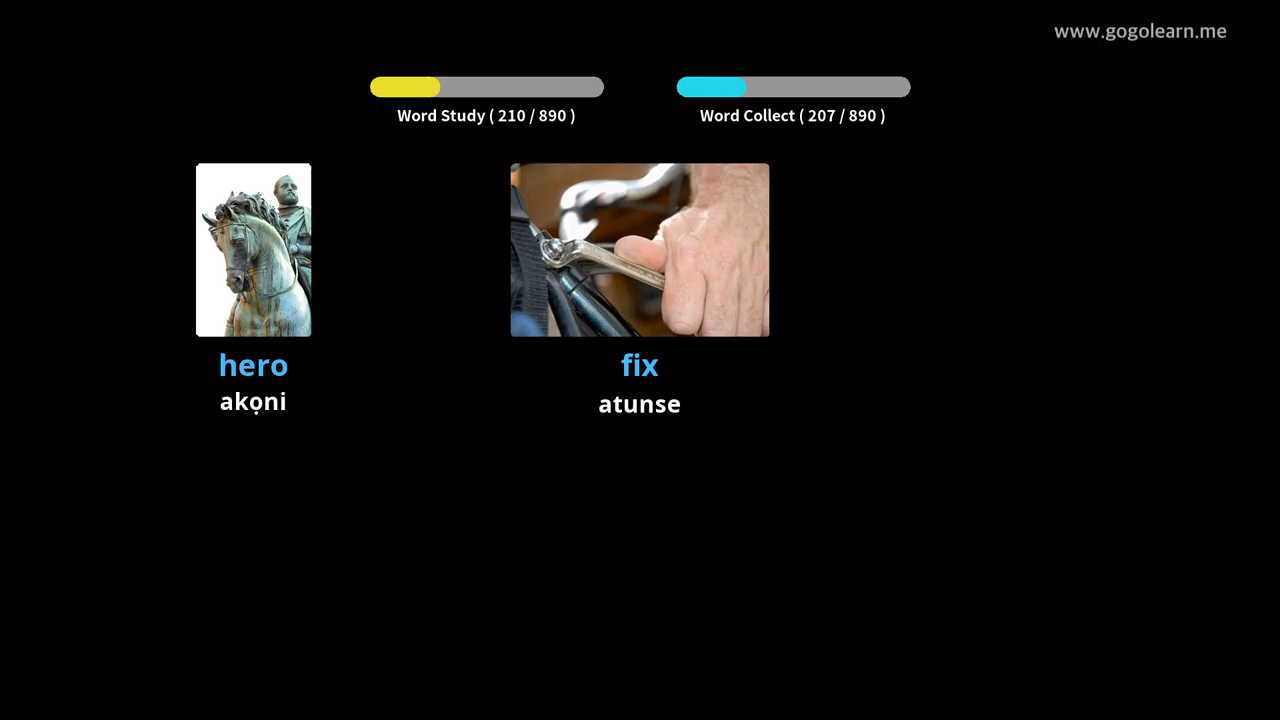 www.gogolearn.me
Word Study ( 210 / 890 )
Word Collect ( 207 / 890 )
hero
akọni
fix
atunse